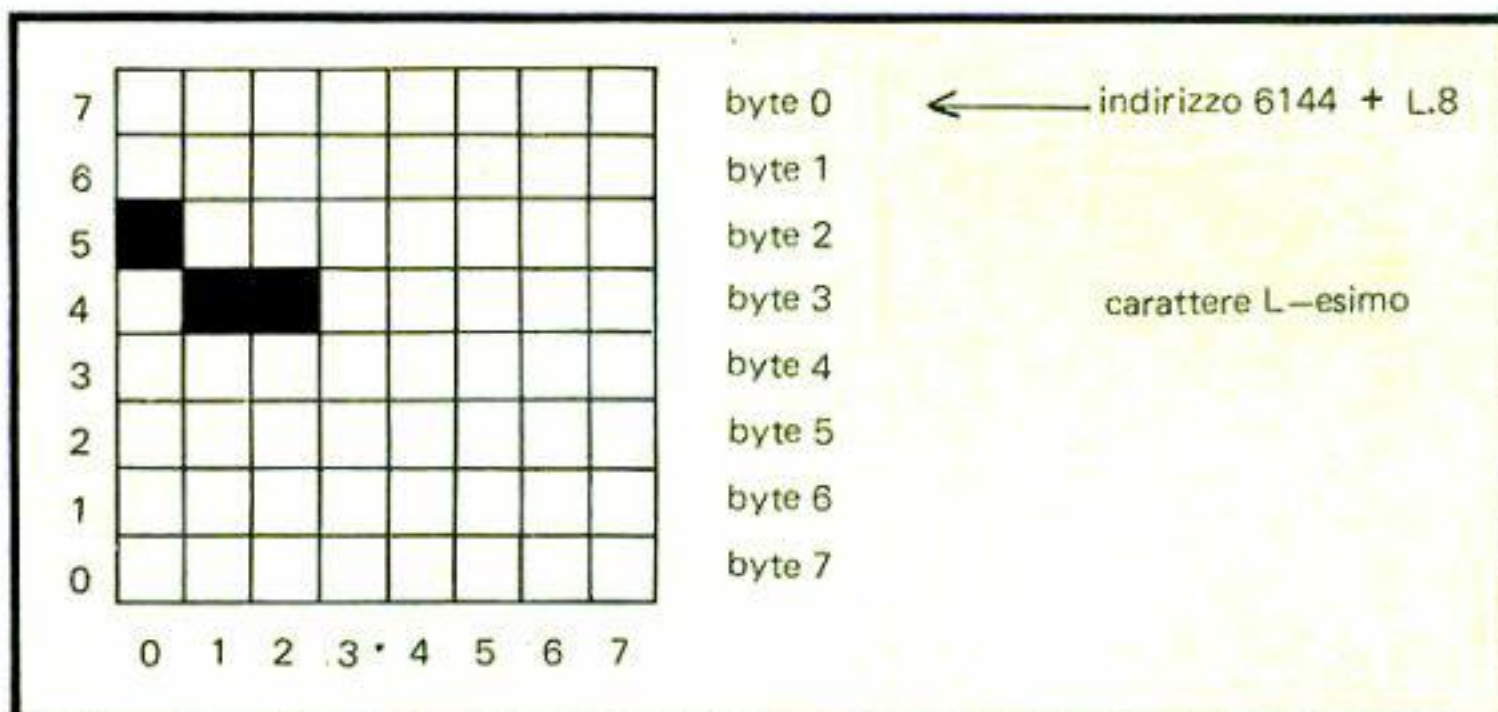 7 byte 0 indirizzo 6144 + L.8
6 byte 1
5 byte 2
4 byte 3 carattere L—esimo
3 byte 4
2 byte 5
1 byte 6
0 byte 7
0 1 2 3 4 5 6 7